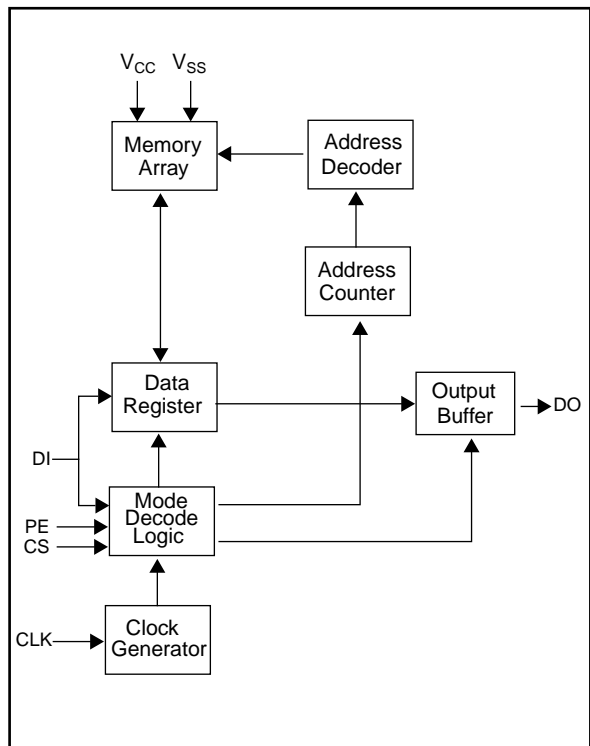 VCC VSS
Memory
Array
Address
Decoder
Address
Counter
Data
Register
Output
Buffer
DO
DI
Mode
Decode
Logic
PE
CS
CLK
Clock
Generator